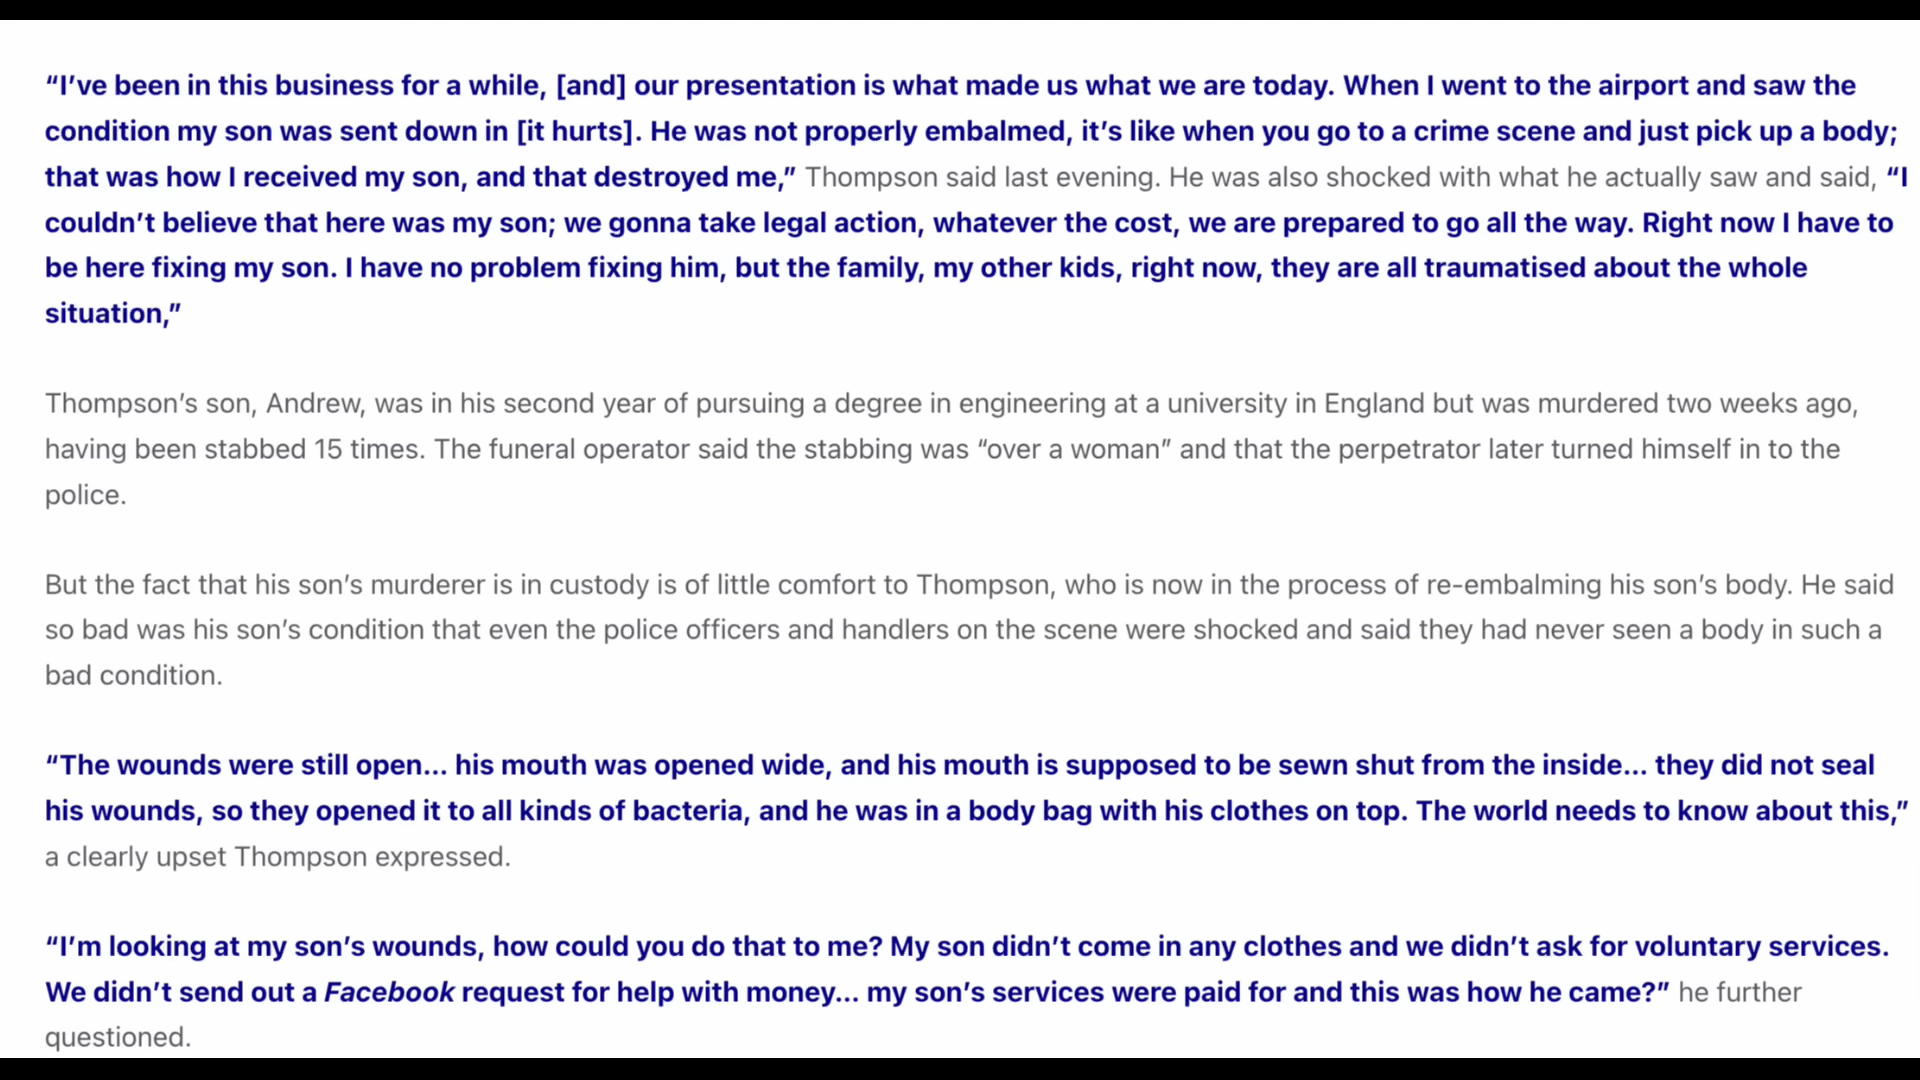 “I’ve been in this business for a while, [and] our presentation is what made us what we are today. When I went to the airport and saw the
condition my son was sent down in [it hurts]. He was not properly embalmed, it’s like when you go to a crime scene and just pick up a body;
that was how I received my son, and that destroyed me,” Thompson said last evening. He was also shocked with what he actually saw and said, “I
couldn’t believe that here was my son; we gonna take legal action, whatever the cost, we are prepared to go all the way. Right now I have to
be here fixing my son. I have no problem fixing him, but the family, my other kids, right now, they are all traumatised about the whole
situation,”
Thompson’s son, Andrew, was in his second year of pursuing a degree in engineering at a university in England but was murdered two weeks ago,
having been stabbed 15 times. The funeral operator said the stabbing was “over a woman” and that the perpetrator later turned himself in to the
police.
But the fact that his son’s murderer is in custody is of little comfort to Thompson, who is now in the process of re-embalming his son’s body. He said
so bad was his son’s condition that even the police officers and handlers on the scene were shocked and said they had never seen a body in such a
bad condition.
“The wounds were still open… his mouth was opened wide, and his mouth is supposed to be sewn shut from the inside… they did not seal
his wounds, so they opened it to all kinds of bacteria, and he was in a body bag with his clothes on top. The world needs to know about this,”
a clearly upset Thompson expressed.
“I’m looking at my son’s wounds, how could you do that to me? My son didn’t come in any clothes and we didn’t ask for voluntary services.
We didn’t send out a Facebook request for help with money… my son’s services were paid for and this was how he came?” he further
questioned.